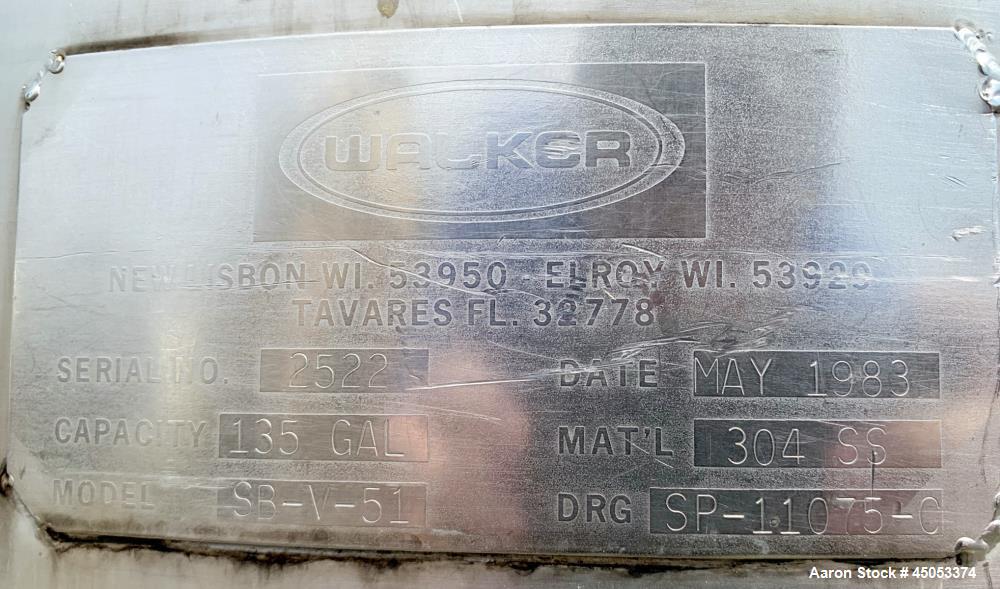 WALKER
NEW LISBON WI. 53950 ELROY WI. 53929
TAVARES FL. 32778
SERIAL NO. 2522 DATE MAY 1983
CAPACITY 135 GAL MAT'L 304 SS
MODEL SB-V-51 DRG SP-11075-C
Aaron Stock # 45053374